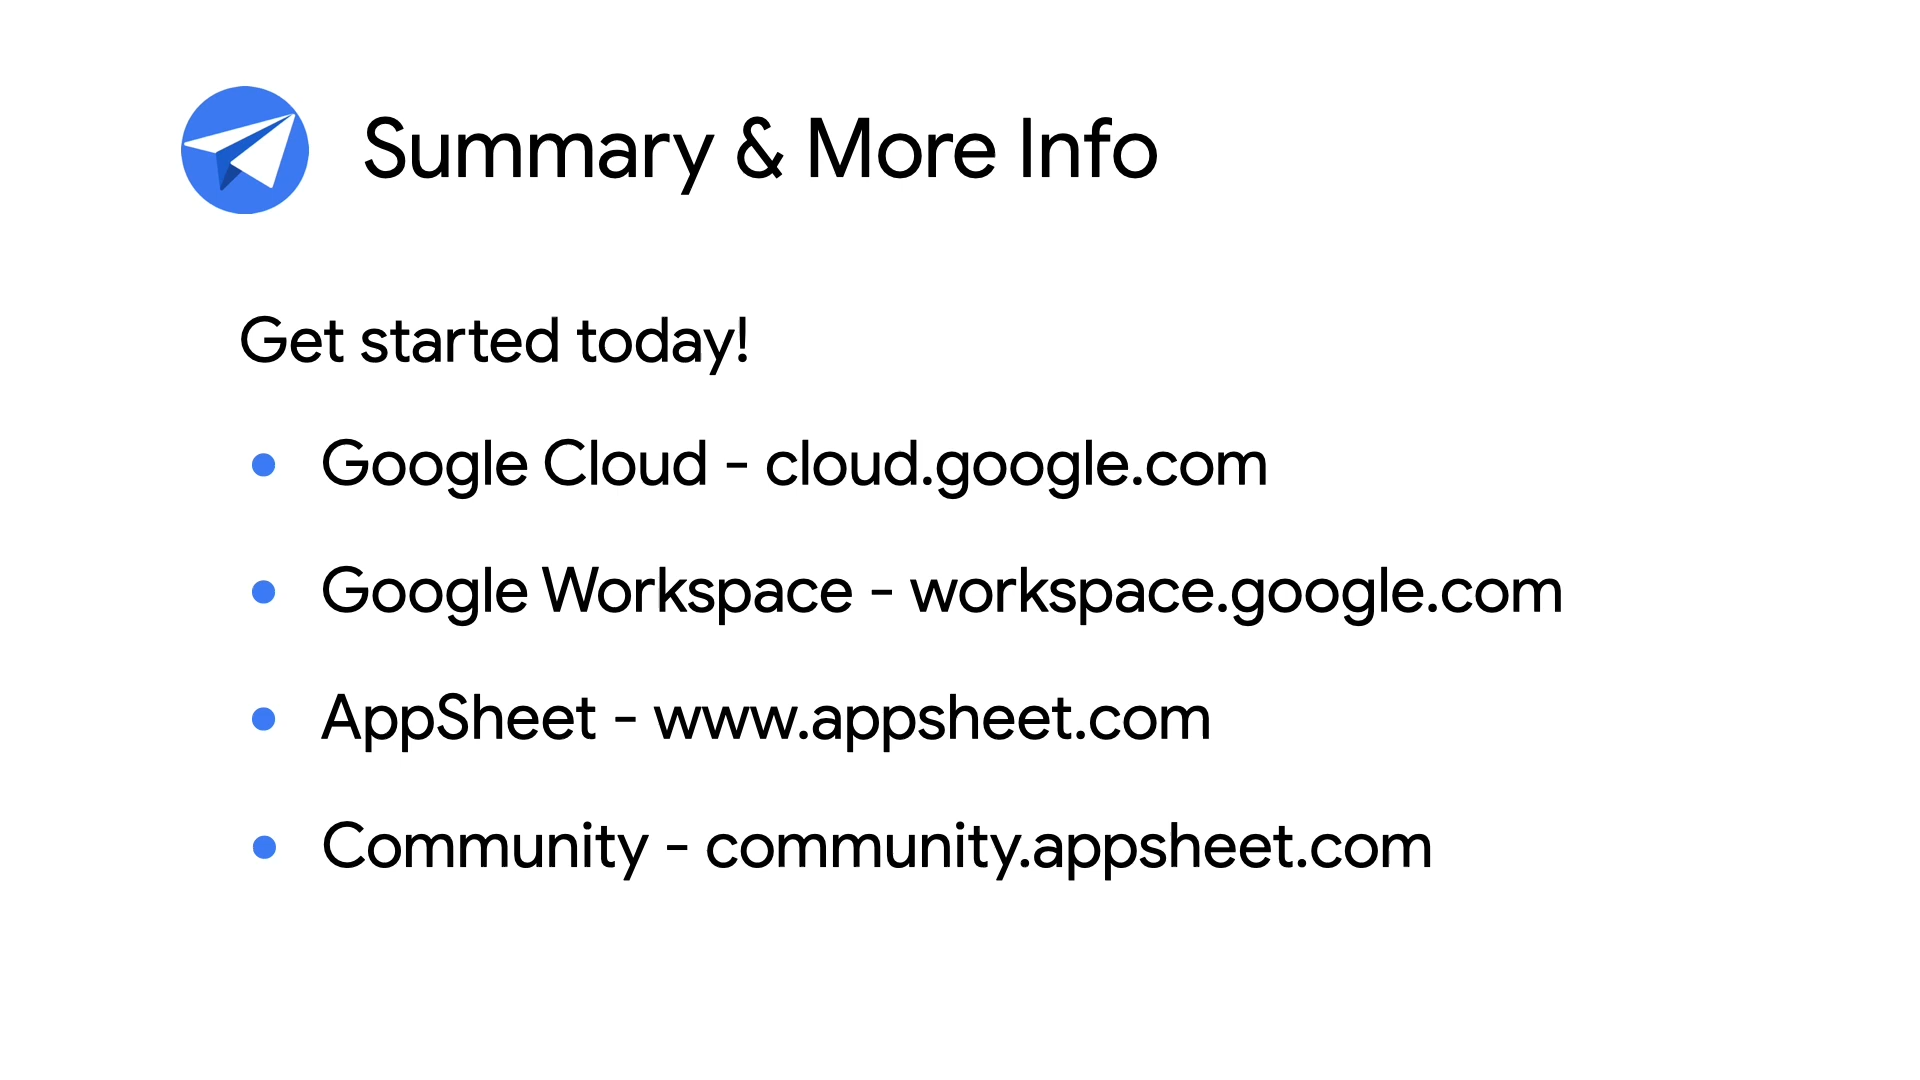 Summary & More Info
Get started today!
• Google Cloud - cloud.google.com
• Google Workspace - workspace.google.com
• AppSheet - www.appsheet.com
• Community - community.appsheet.com